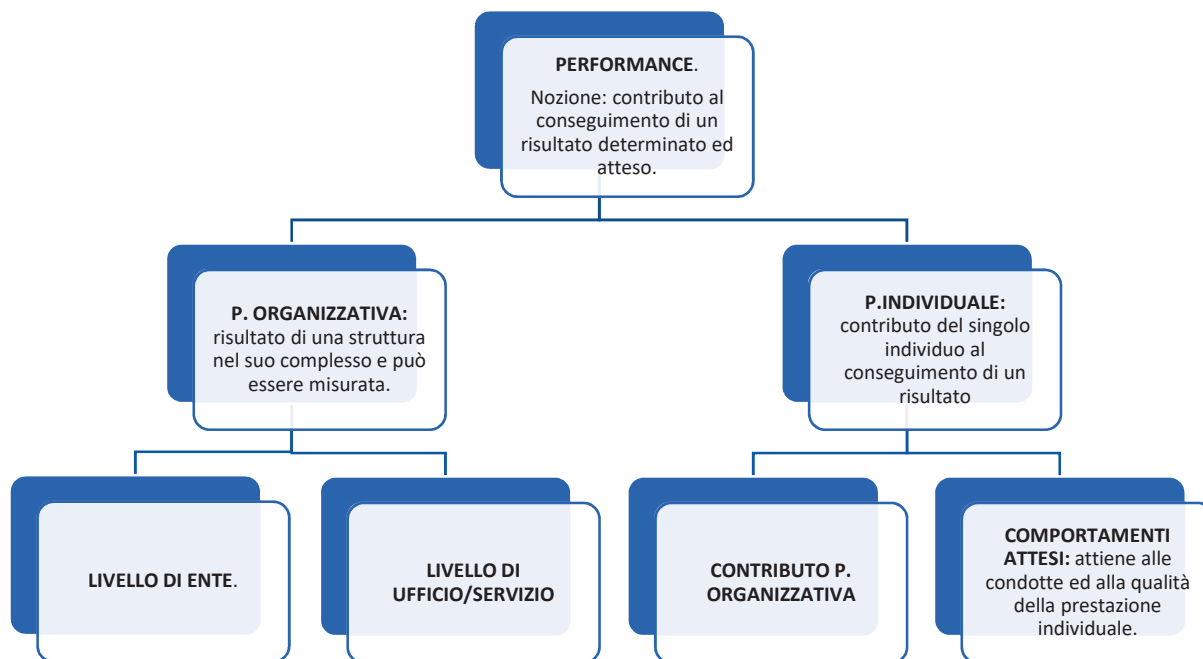 PERFORMANCE.
Nozione: contributo al
conseguimento di un
risultato determinato ed
atteso.
P. ORGANIZZATIVA:
risultato di una struttura
nel suo complesso e può
essere misurata.
P.INDIVIDUALE:
contributo del singolo
individuo al
conseguimento di un
risultato
LIVELLO DI ENTE.
LIVELLO DI
UFFICIO/SERVIZIO
CONTRIBUTO P.
ORGANIZZATIVA
COMPORTAMENTI
ATTESI: attiene alle
condotte ed alla qualità
della prestazione
individuale.